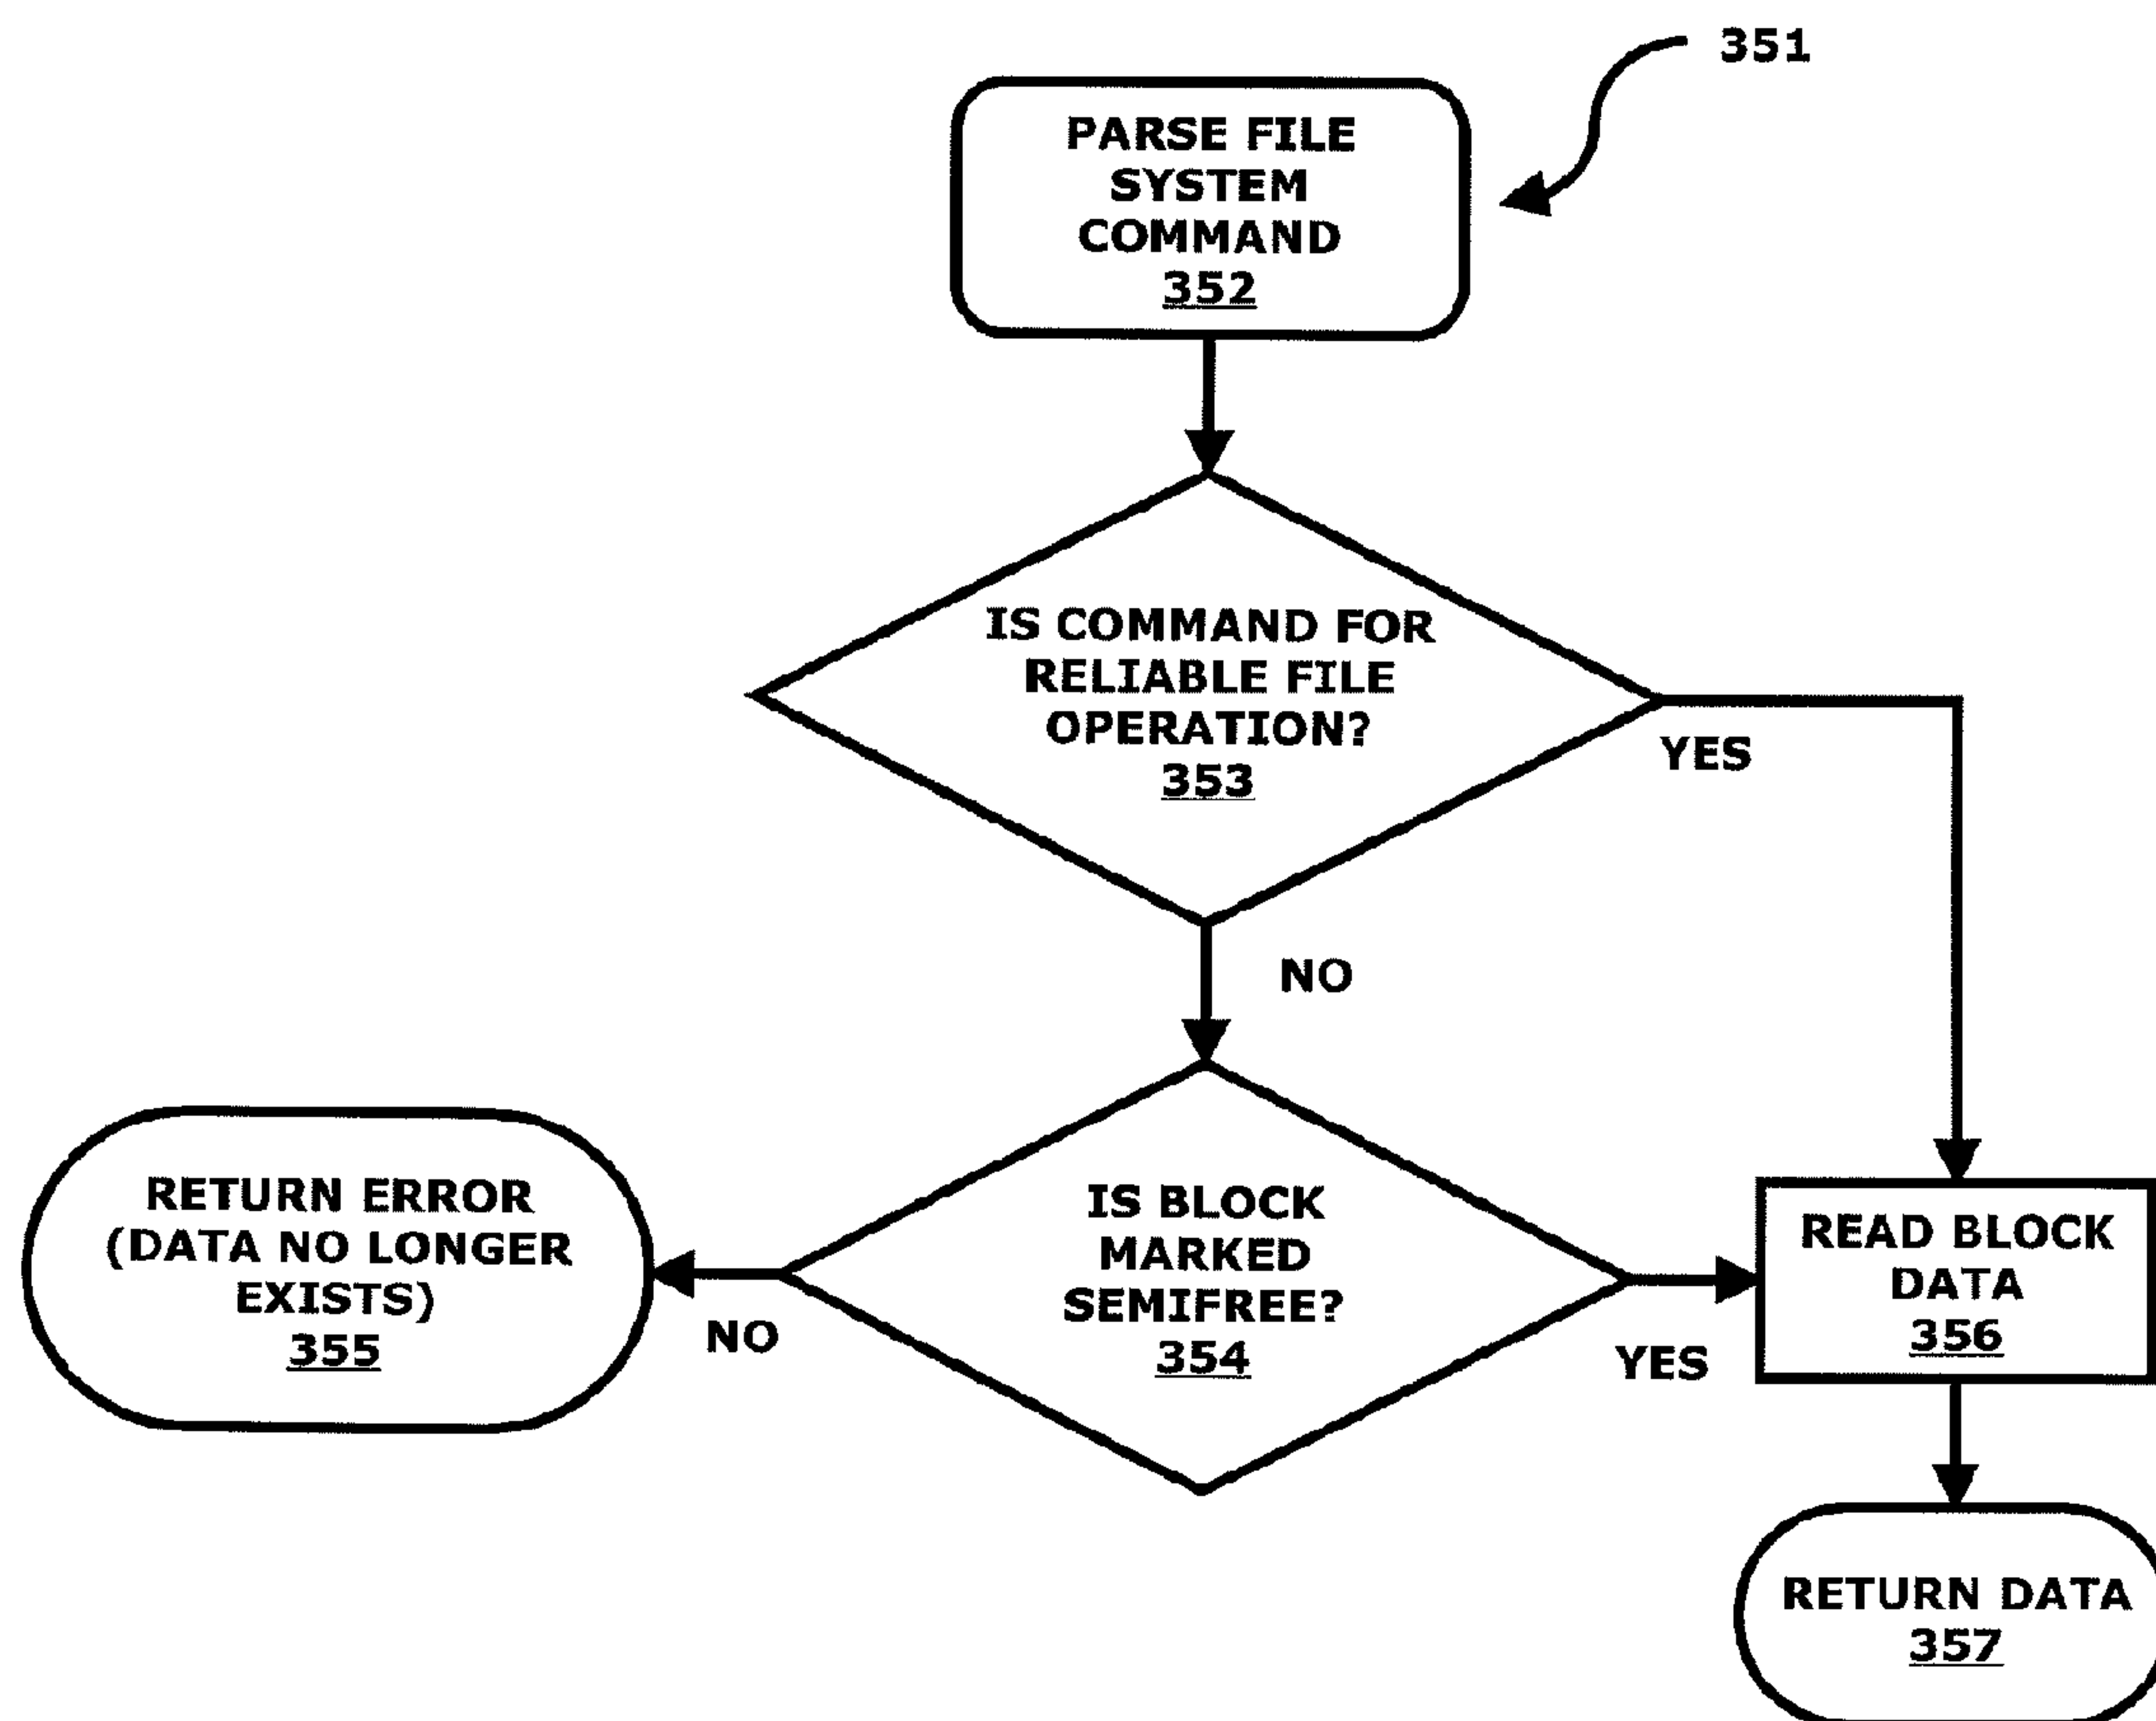 351
PARSE FILE
SYSTEM
COMMAND
352
IS COMMAND FOR
RELIABLE FILE
OPERATION?
353
YES
NO
RETURN ERROR
(DATA NO LONGER
EXISTS)
355
NO
IS BLOCK
MARKED
SEMIFREE?
354
YES
READ BLOCK
DATA
356
RETURN DATA
357